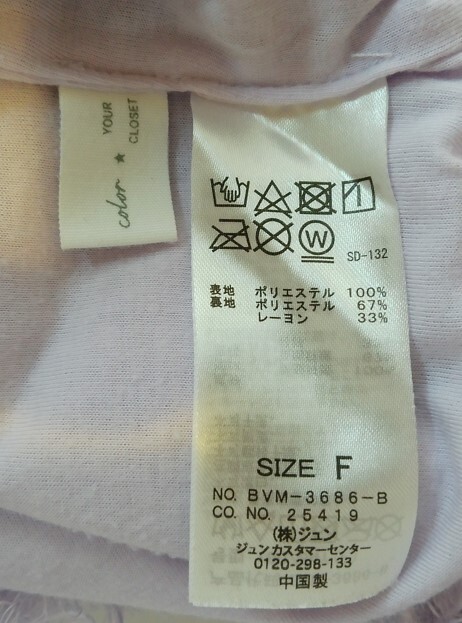 YOUR
CLOSET
color ★
W
SD-132
表地 ポリエステル 100%
裏地 ポリエステル 67%
レーヨン 33%
SIZE F
NO. BVM-3686-B
CO. NO. 25419
(株)ジュン
ジュン カスタマーセンター
0120-298-133
中国製